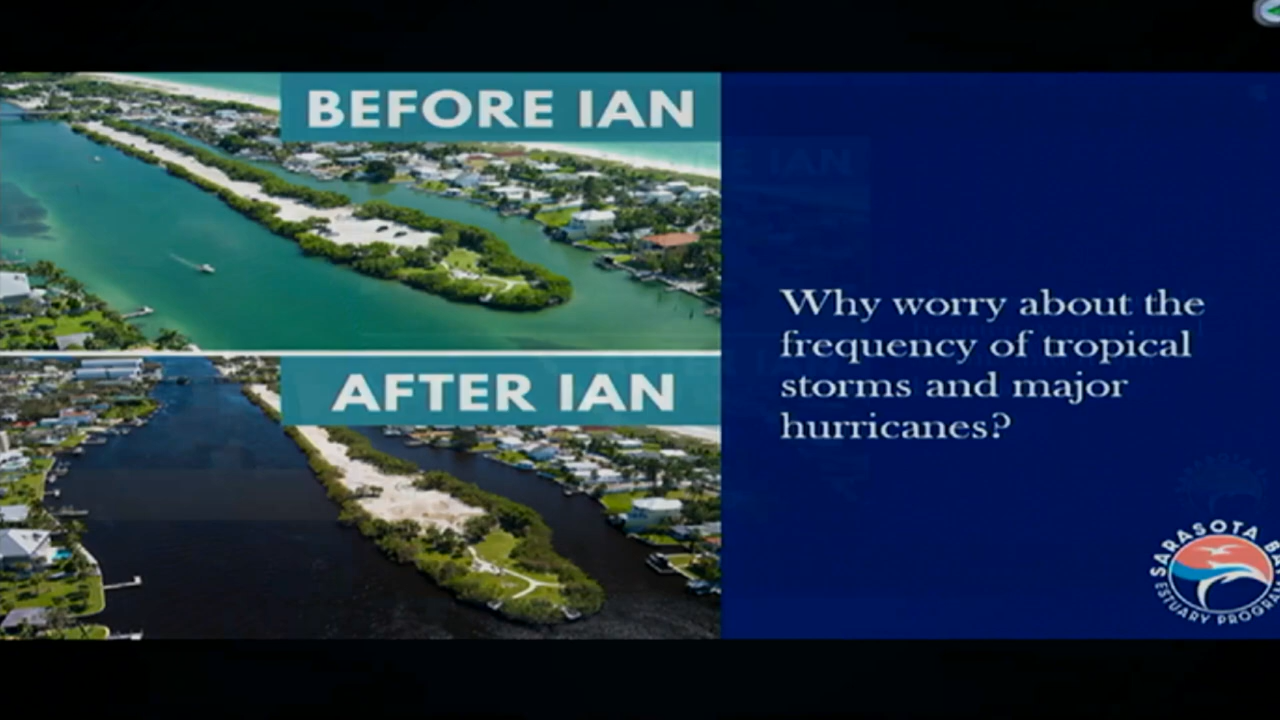 BEFORE IAN
AFTER IAN
Why worry about the
frequency of tropical
storms and major
hurricanes?
SARASOTA BAY
ESTUARY PROGRAM